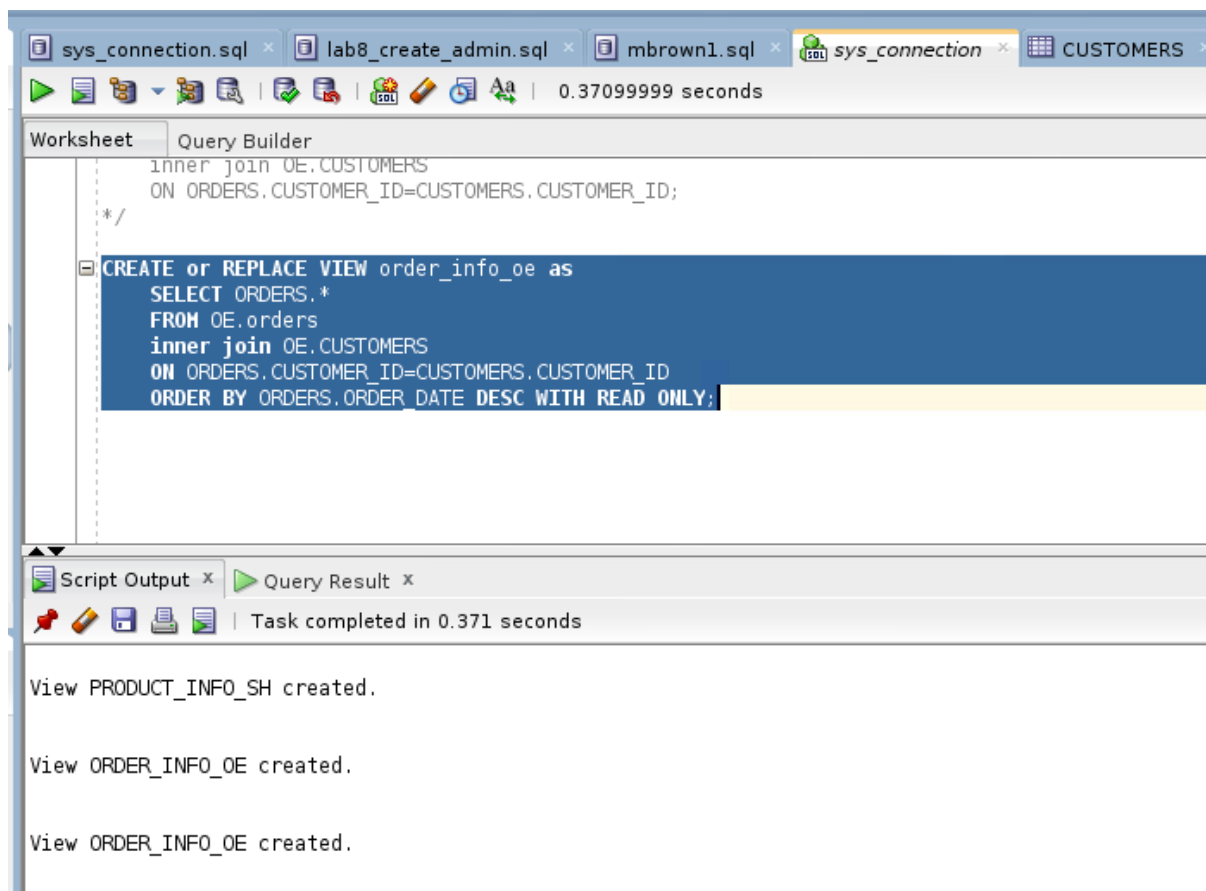 sys_connection.sql × lab8_create_admin.sql × mbrown1.sql × sys_connection × CUSTOMERS ×
0.37099999 seconds
Worksheet Query Builder
inner join OE.CUSTOMERS
ON ORDERS.CUSTOMER_ID=CUSTOMERS.CUSTOMER_ID;
*/
CREATE or REPLACE VIEW order_info_oe as
SELECT ORDERS.*
FROM OE.orders
inner join OE.CUSTOMERS
ON ORDERS.CUSTOMER_ID=CUSTOMERS.CUSTOMER_ID
ORDER BY ORDERS.ORDER_DATE DESC WITH READ ONLY;
Script Output x Query Result x
Task completed in 0.371 seconds
View PRODUCT_INFO_SH created.
View ORDER_INFO_OE created.
View ORDER_INFO_OE created.